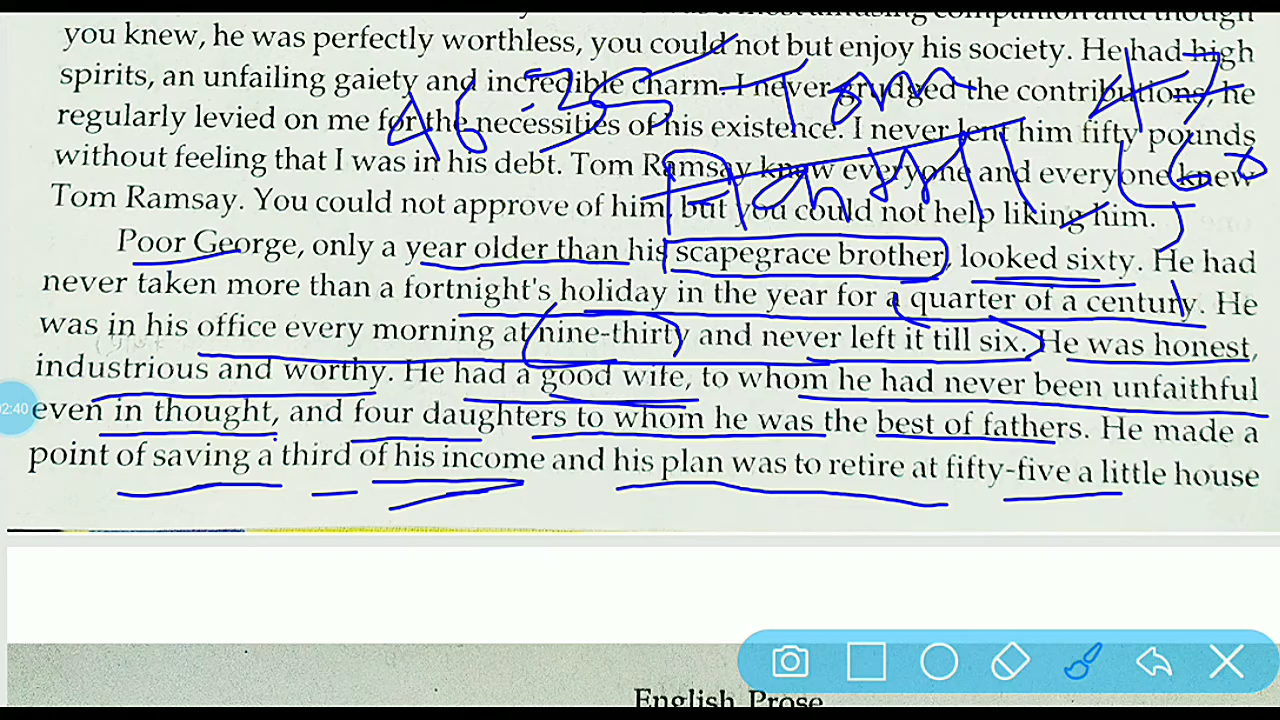 you knew, he was perfectly worthless, you could not but enjoy his society. He had high
spirits, an unfailing gaiety and incredible charm. I never grudged the contributions, he
regularly levied on me for the necessities of his existence. I never lent him fifty pounds
without feeling that I was in his debt. Tom Ramsay knew everyone and everyone knew
Tom Ramsay. You could not approve of him, but you could not help liking him.
Poor George, only a year older than his scapegrace brother, looked sixty. He had
never taken more than a fortnight's holiday in the year for a quarter of a century. He
was in his office every morning at nine-thirty and never left it till six. He was honest,
industrious and worthy. He had a good wife, to whom he had never been unfaithful
even in thought, and four daughters to whom he was the best of fathers. He made a
point of saving a third of his income and his plan was to retire at fifty-five a little house
46
35
Tom
47
60
02:40
English Prose